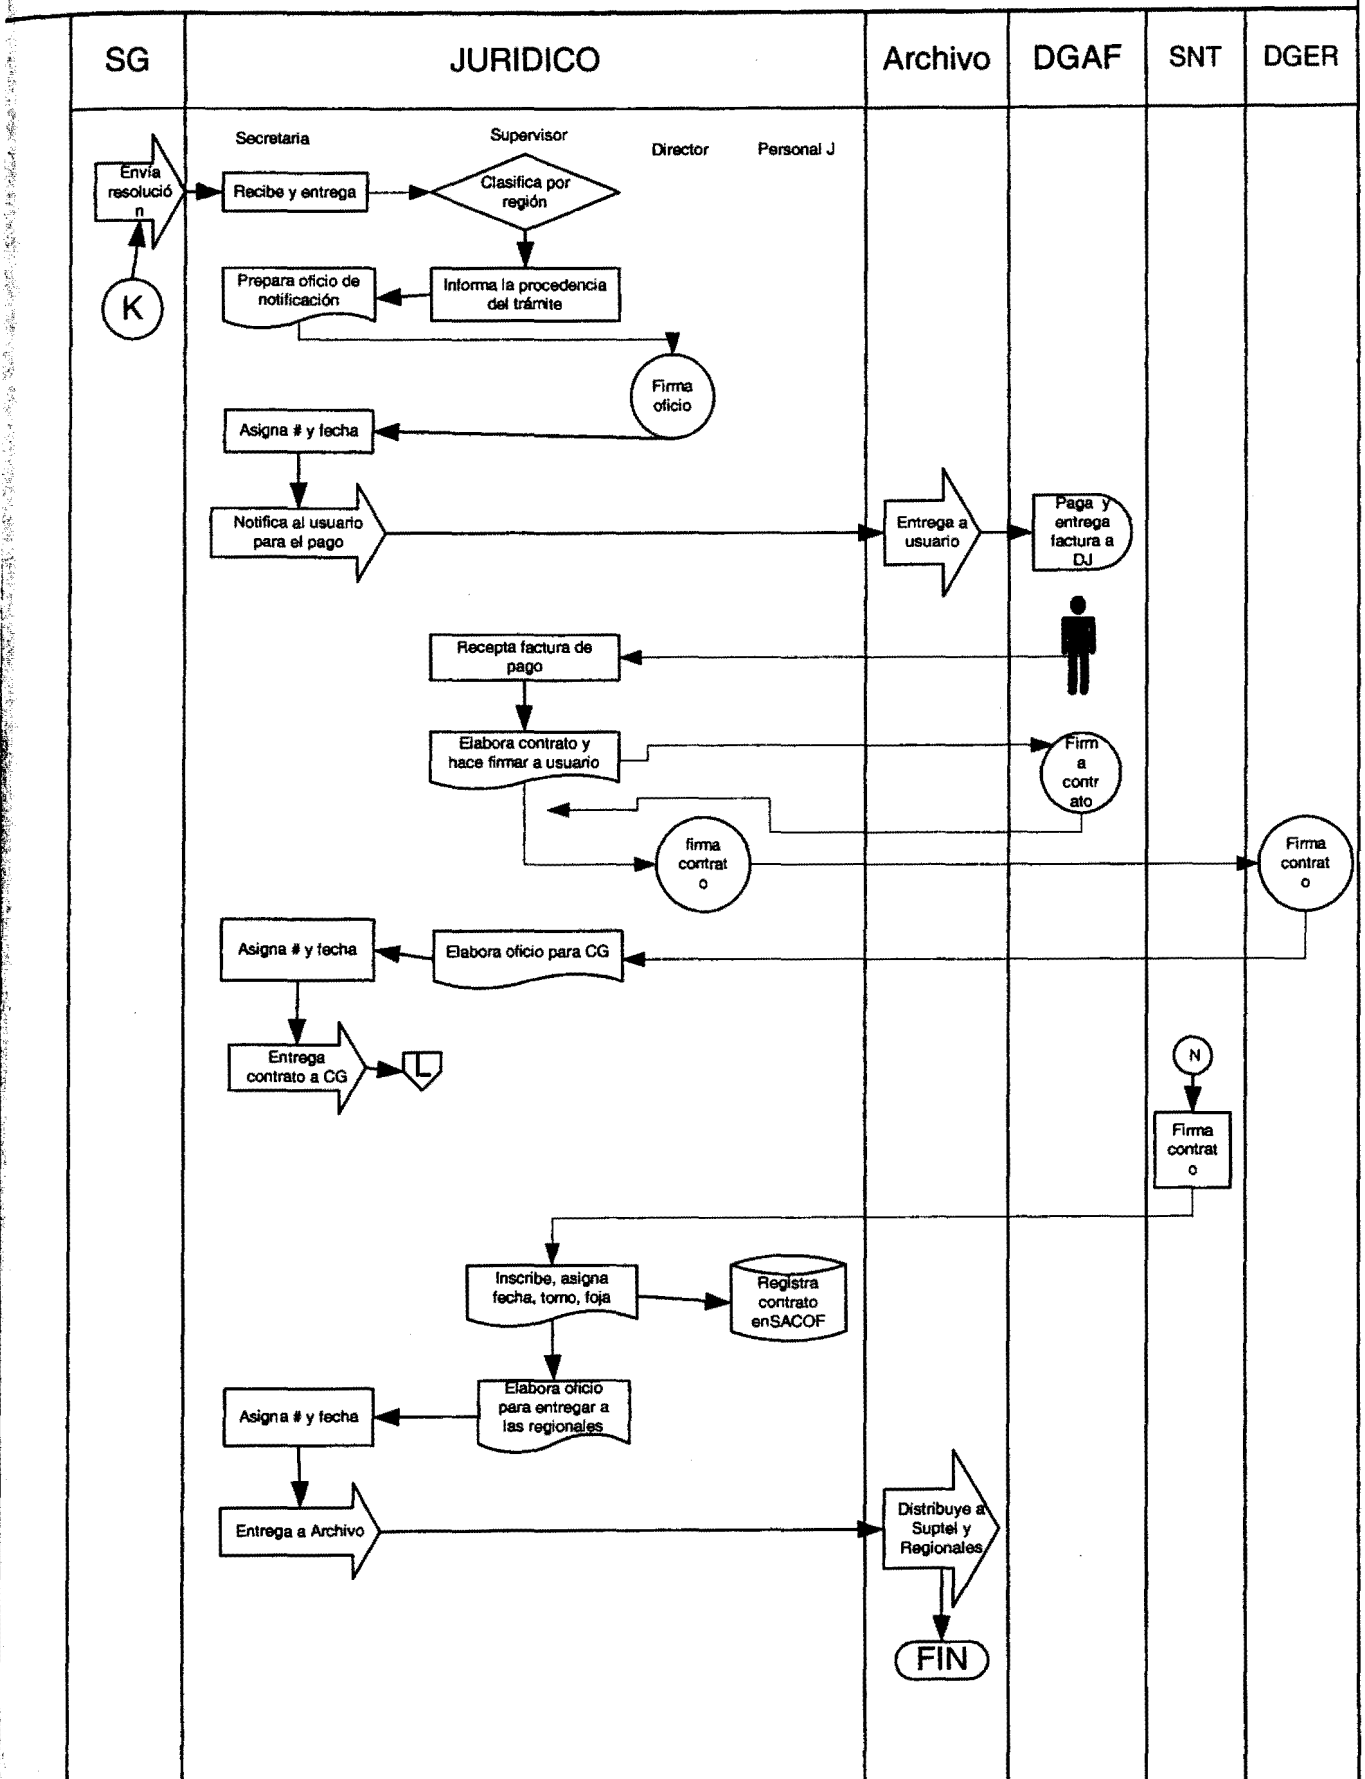 SG
JURIDICO
Archivo
DGAF
SNT
DGER
Secretaria
Supervisor
Director
Personal J
Envía
resolució
n
Recibe y entrega
Clasifica por
región
K
Prepara oficio de
notificación
Informa la procedencia
del trámite
Firma
oficio
Asigna # y fecha
Notifica al usuario
para el pago
Entrega a
usuario
Paga y
entrega
factura a
DJ
Recepta factura de
pago
Elabora contrato y
hace firmar a usuario
Firm
a
contr
ato
firma
contrat
o
Firma
contrat
o
Asigna # y fecha
Elabora oficio para CG
Entrega
contrato a CG
L
N
Firma
contrat
o
Inscribe, asigna
fecha, tomo, foja
Registra
contrato
enSACOF
Elabora oficio
para entregar a
las regionales
Asigna # y fecha
Entrega a Archivo
Distribuye a
Suptel y
Regionales
FIN